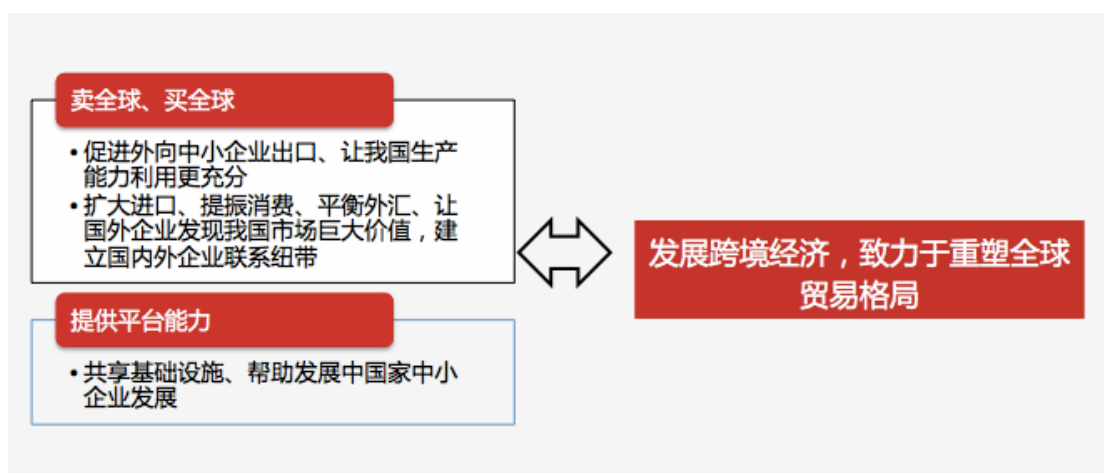 卖全球、买全球
•促进外向中小企业出口、让我国生产
能力利用更充分
•扩大进口、提振消费、平衡外汇、让
国外企业发现我国市场巨大价值，建
立国内外企业联系纽带
提供平台能力
•共享基础设施、帮助发展中国家中小
企业发展
发展跨境经济，致力于重塑全球
贸易格局